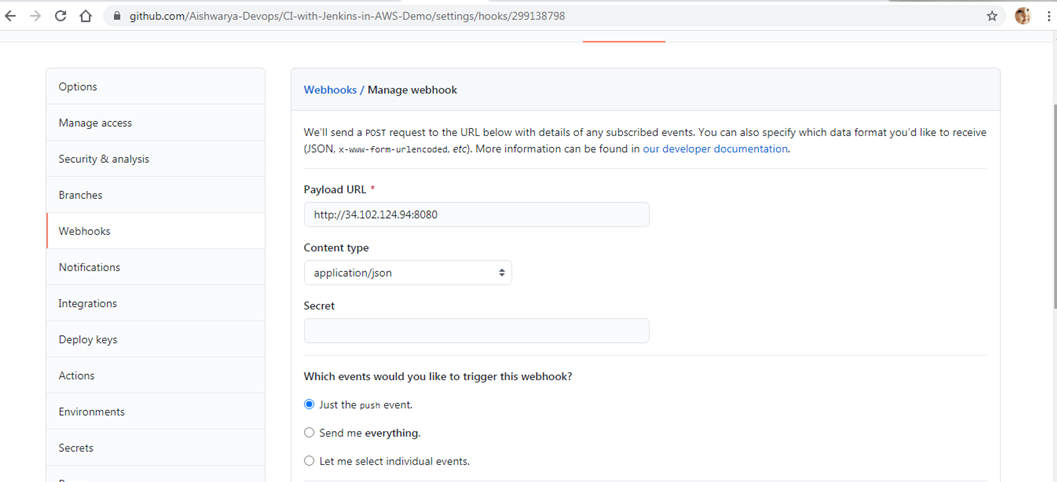 github.com/Aishwarya-Devops/CI-with-Jenkins-in-AWS-Demo/settings/hooks/299138798
Options
Manage access
Security & analysis
Branches
Webhooks
Notifications
Integrations
Deploy keys
Actions
Environments
Secrets
Webhooks / Manage webhook
We'll send a POST request to the URL below with details of any subscribed events. You can also specify which data format you'd like to receive
(JSON, x-www-form-urlencoded, etc). More information can be found in our developer documentation.
Payload URL *
http://34.102.124.94:8080
Content type
application/json
Secret
Which events would you like to trigger this webhook?
Just the push event.
Send me everything.
Let me select individual events.